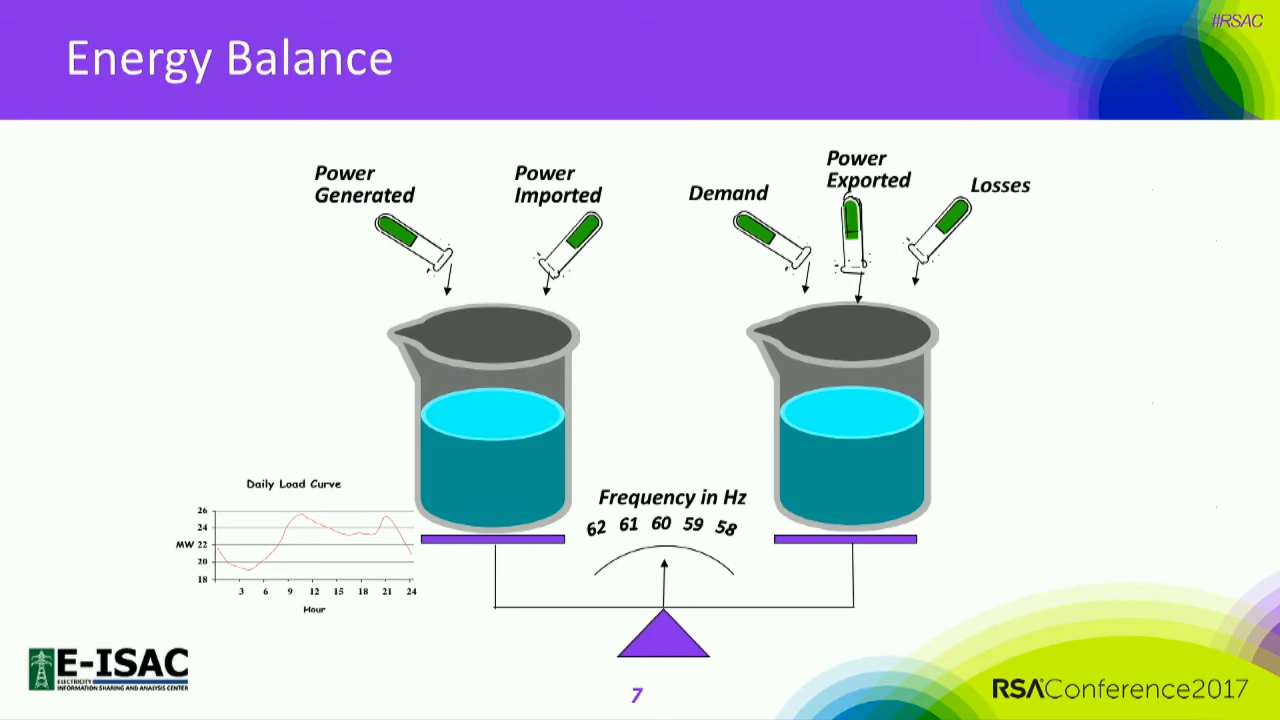 #RSAC
Energy Balance
Power
Generated
Power
Imported
Demand
Power
Exported
Losses
Daily Load Curve
26
24
MW 22
20
18
3 6 9 12 15 18 21 24
Hour
Frequency in Hz
62 61 60 59 58
E-ISAC
ELECTRICITY
INFORMATION SHARING AND ANALYSIS CENTER
7
RSAConference2017